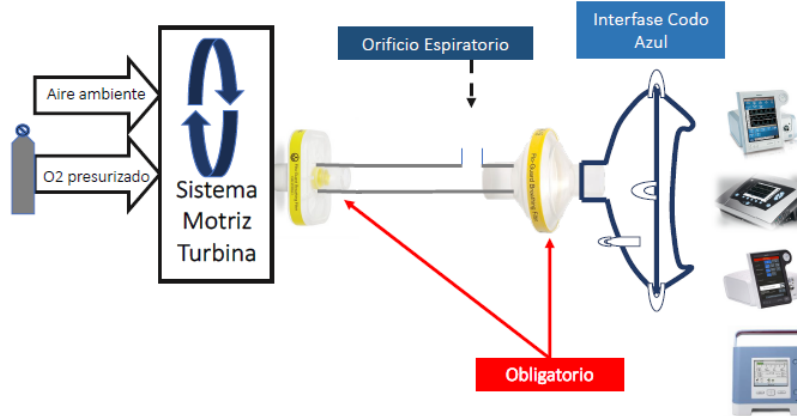 Orificio Espiratorio
Interfase Codo
Azul
Aire ambiente
O2 presurizado
Sistema
Motriz
Turbina
Obligatorio